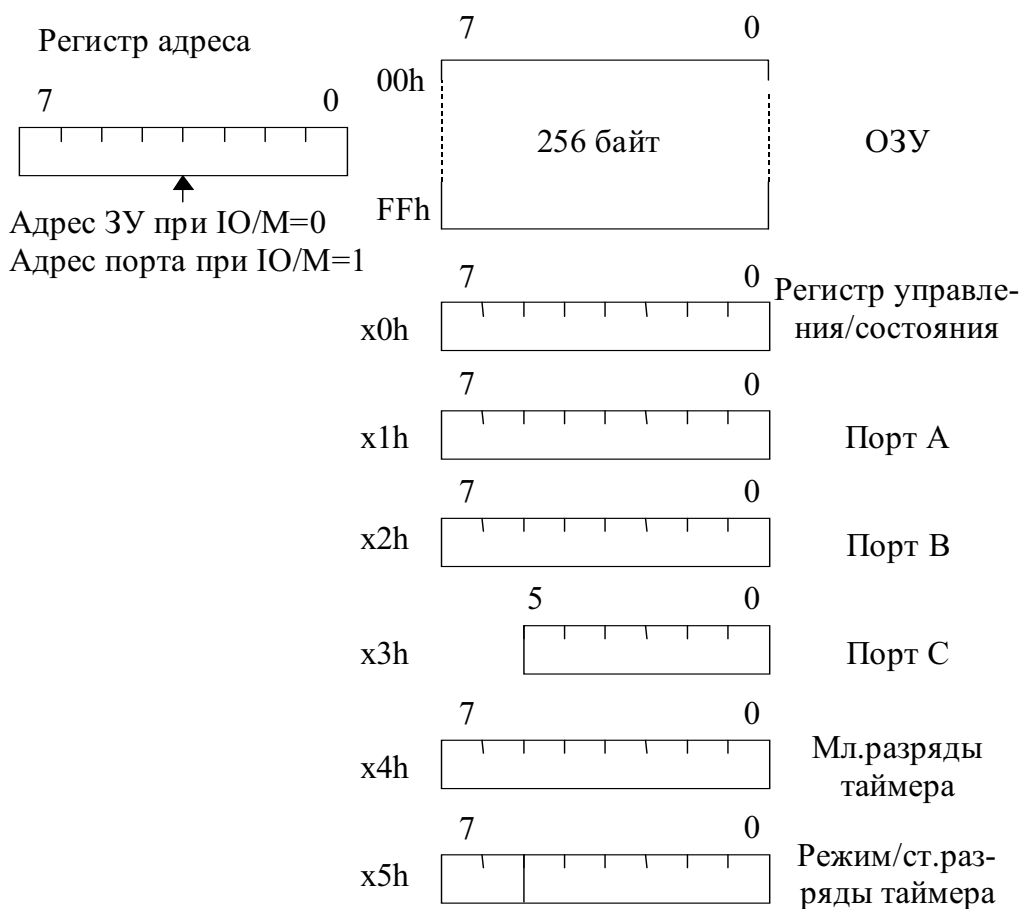 Регистр адреса
7 0
Адрес ЗУ при IO/M=0
Адрес порта при IO/M=1
7 0
00h
256 байт
ОЗУ
FFh
7 0
x0h
Регистр управле-
ния/состояния
7 0
x1h
Порт А
7 0
x2h
Порт В
5 0
x3h
Порт С
7 0
x4h
Мл.разряды
таймера
7 0
x5h
Режим/ст.раз-
ряды таймера